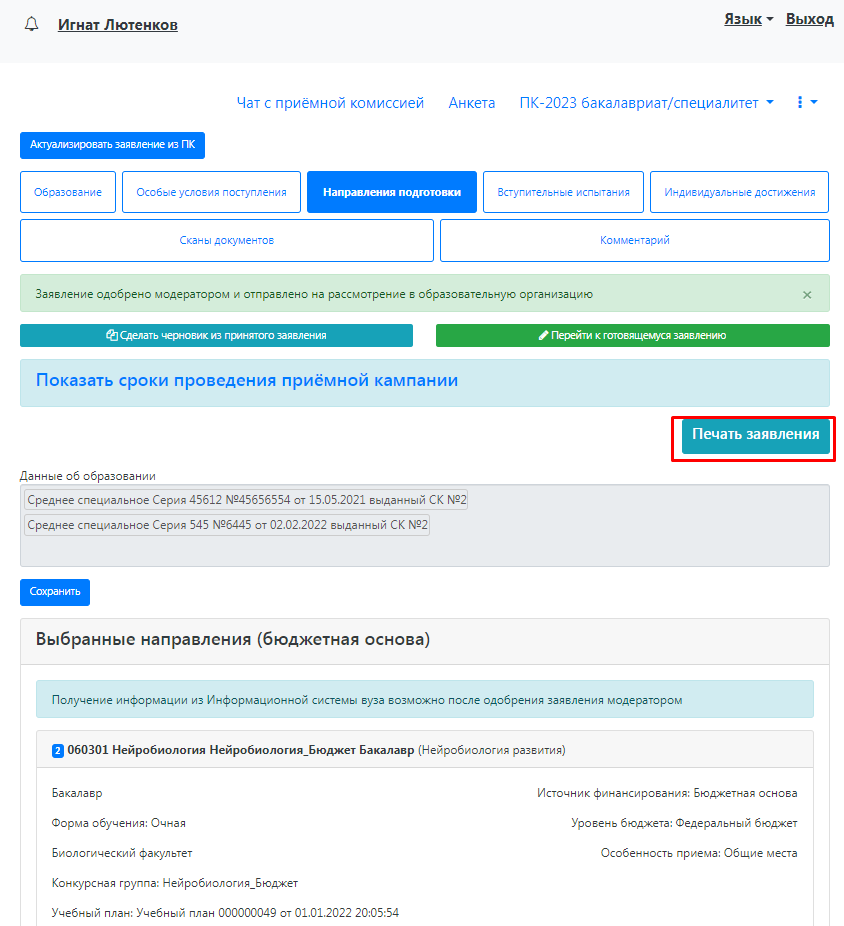 Игнат Лютенков
Язык Выход
Чат с приёмной комиссией Анкета ПК-2023 бакалавриат/специалитет
Актуализировать заявление из ПК
Образование Особые условия поступления Направления подготовки Вступительные испытания Индивидуальные достижения
Сканы документов Комментарий
Заявление одобрено модератором и отправлено на рассмотрение в образовательную организацию ×
Сделать черновик из принятого заявления Перейти к готовящемуся заявлению
Показать сроки проведения приёмной кампании
Печать заявления
Данные об образовании
Среднее специальное Серия 45612 №45656554 от 15.05.2021 выданный СК №2
Среднее специальное Серия 545 №6445 от 02.02.2022 выданный СК №2
Сохранить
Выбранные направления (бюджетная основа)
Получение информации из Информационной системы вуза возможно после одобрения заявления модератором
2 060301 Нейробиология Нейробиология_Бюджет Бакалавр (Нейробиология развития)
Бакалавр Источник финансирования: Бюджетная основа
Форма обучения: Очная Уровень бюджета: Федеральный бюджет
Биологический факультет Особенность приема: Общие места
Конкурсная группа: Нейробиология_Бюджет
Учебный план: Учебный план 000000049 от 01.01.2022 20:05:54